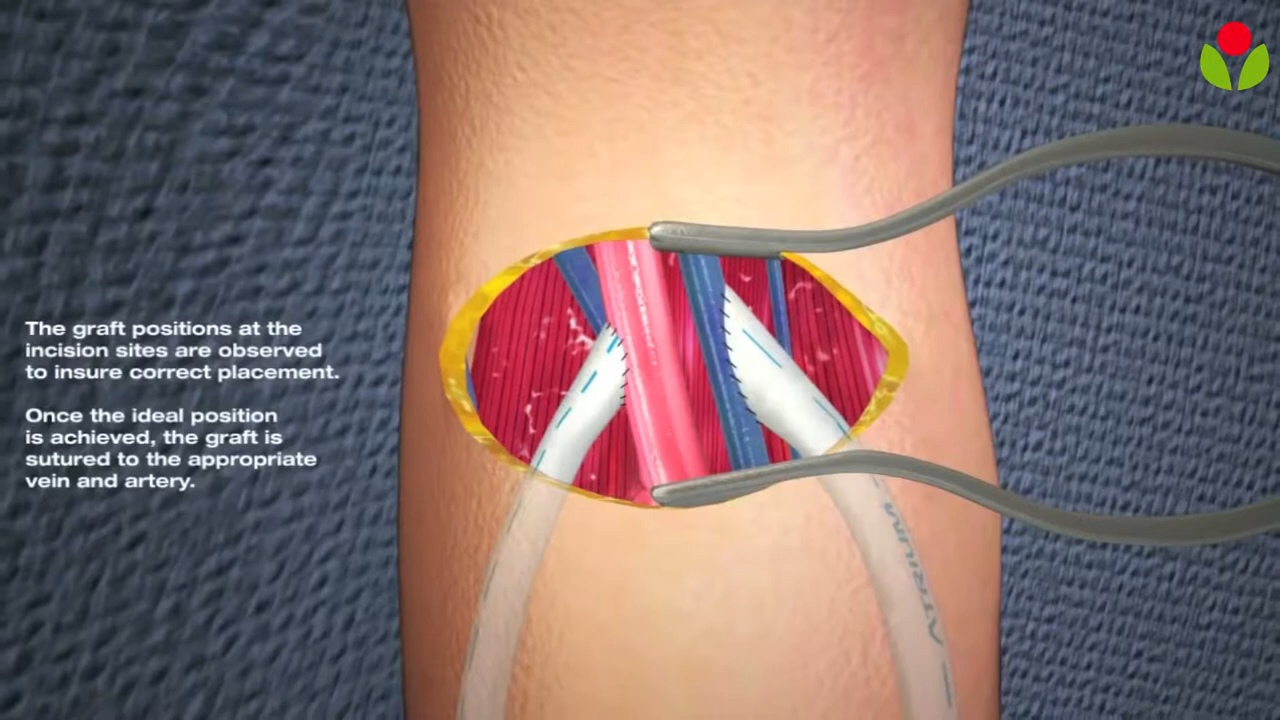 The graft positions at the
incision sites are observed
to insure correct placement.
Once the ideal position
is achieved, the graft is
sutured to the appropriate
vein and artery.
ATRIUM